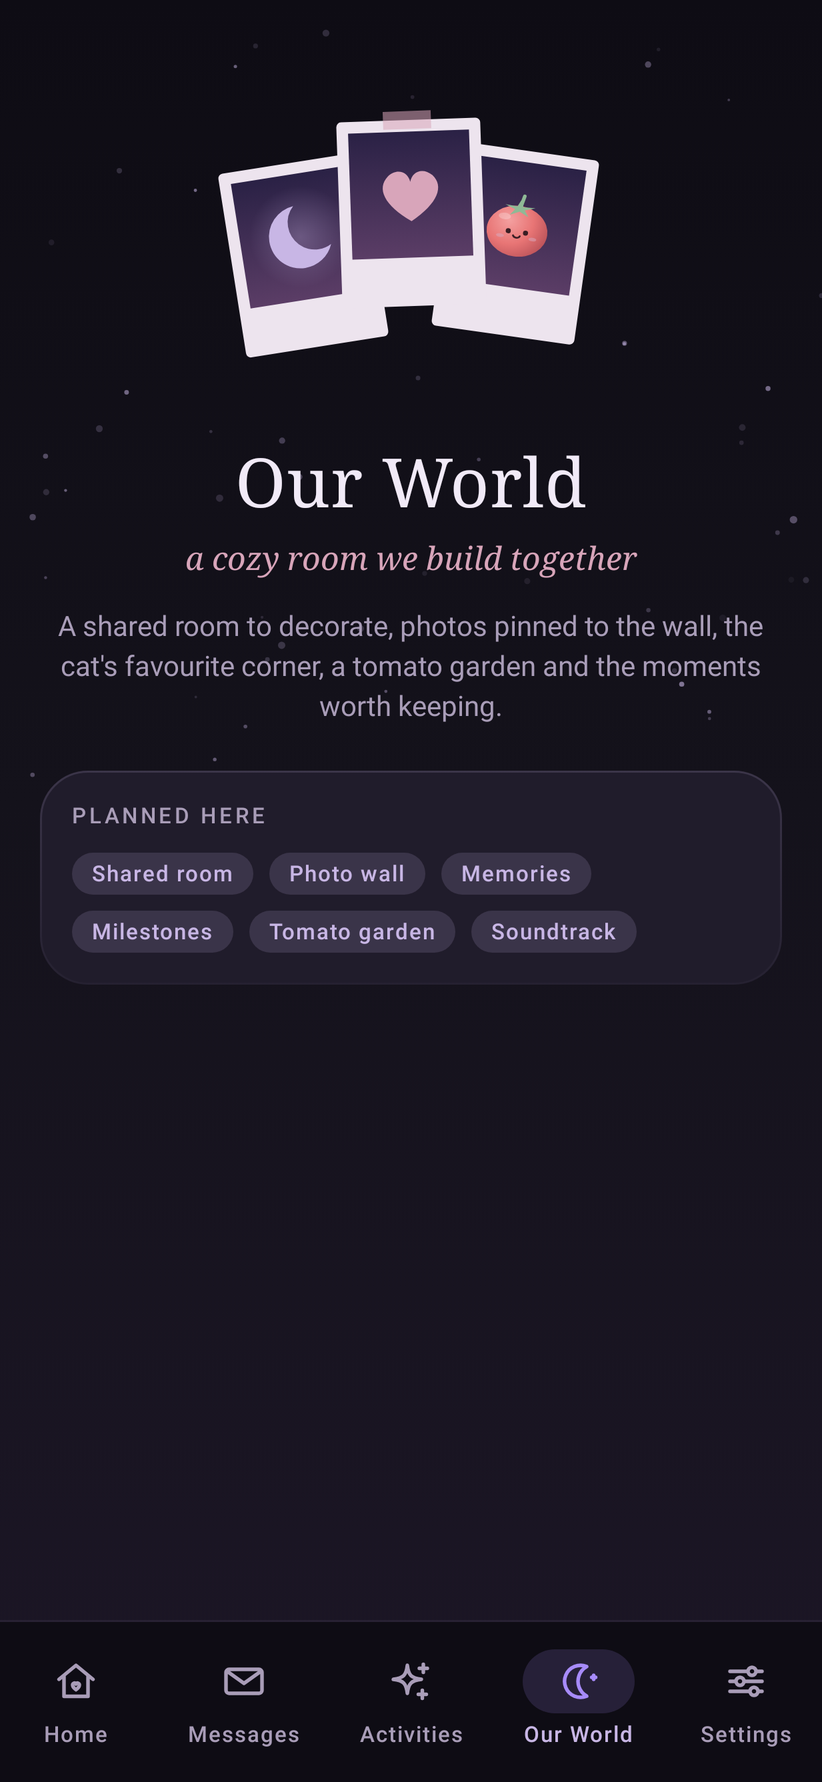 Our World
a cozy room we build together
A shared room to decorate, photos pinned to the wall, the
cat's favourite corner, a tomato garden and the moments
worth keeping.
PLANNED HERE
Shared room Photo wall Memories
Milestones Tomato garden Soundtrack
Home Messages Activities Our World Settings